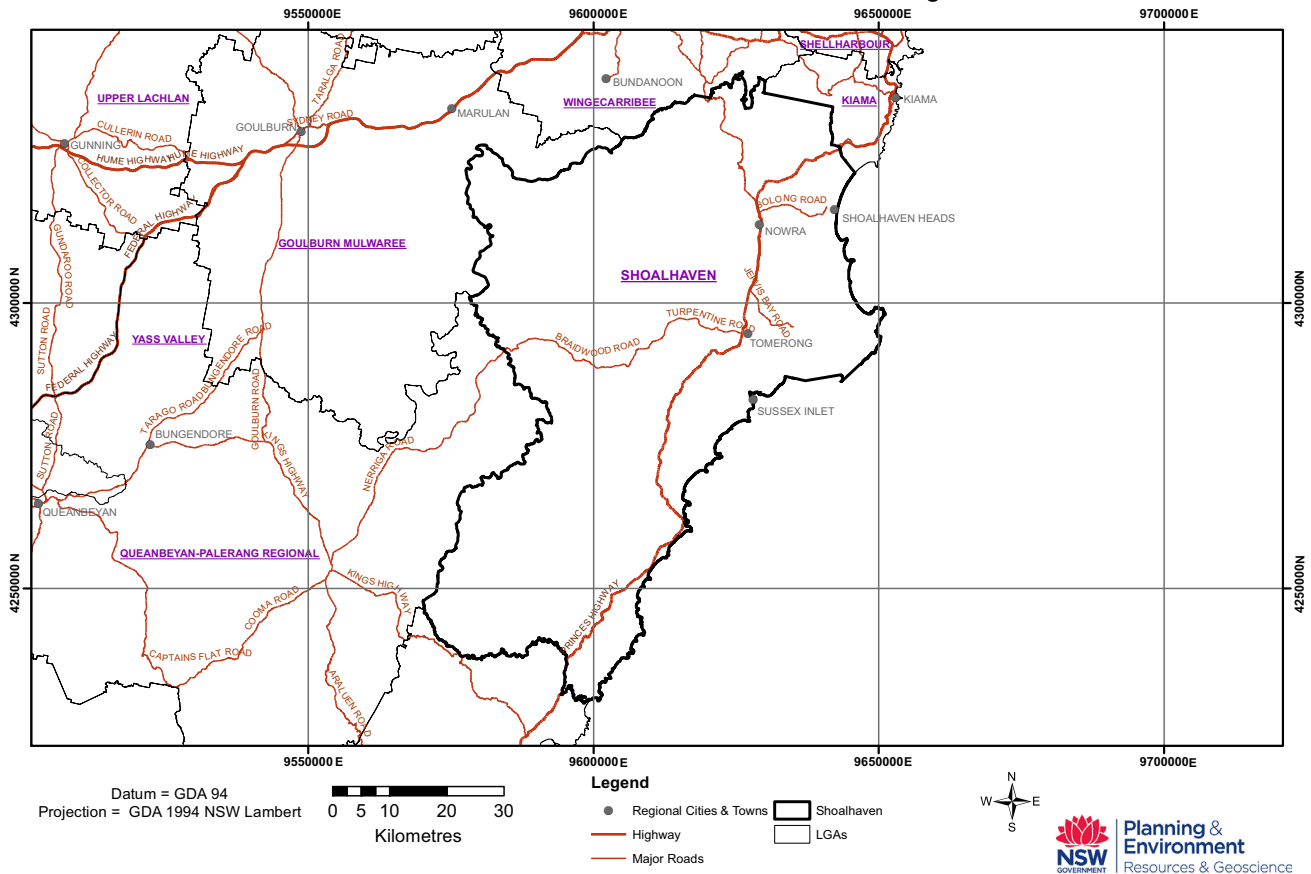 9550000E
9600000E
9650000E
9700000E
SHELLHARBOUR
TARALGA ROAD
BUNDANOON
UPPER LACHLAN
WINGECARRIBEE
KIAMA
KIAMA
MARULAN
SYDNEY ROAD
GOULBURN
CULLERIN ROAD
GUNNING
HUME HIGHWAY
HUME HIGHWAY
COLLECTOR ROAD
FEDERAL HIGHWAY
BOLONG ROAD
SHOALHAVEN HEADS
NOWRA
GUNDAROO ROAD
GOULBURN MULWAREE
SHOALHAVEN
JERVIS BAY ROAD
4300000N
4300000N
TURPENTINE ROAD
SUTTON ROAD
YASS VALLEY
BRAIDWOOD ROAD
TOMERONG
FEDERAL HIGHWAY
TARAGO ROAD
BUNGENDORE ROAD
GOULBURN ROAD
SUSSEX INLET
SUTTON ROAD
BUNGENDORE
KINGS HIGHWAY
NERRIGA ROAD
QUEANBEYAN
QUEANBEYAN-PALERANG REGIONAL
KINGS HIGHWAY
4250000N
4250000N
COOMA ROAD
PRINCES HIGHWAY
CAPTAINS FLAT ROAD
ARALUEN ROAD
9550000E
9600000E
9650000E
9700000E
Datum = GDA 94
Projection = GDA 1994 NSW Lambert
0 5 10 20 30
Kilometres
Legend
Regional Cities & Towns
Shoalhaven
Highway
LGAs
Major Roads
N
W E
S
NSW
GOVERNMENT
Planning &
Environment
Resources & Geoscience